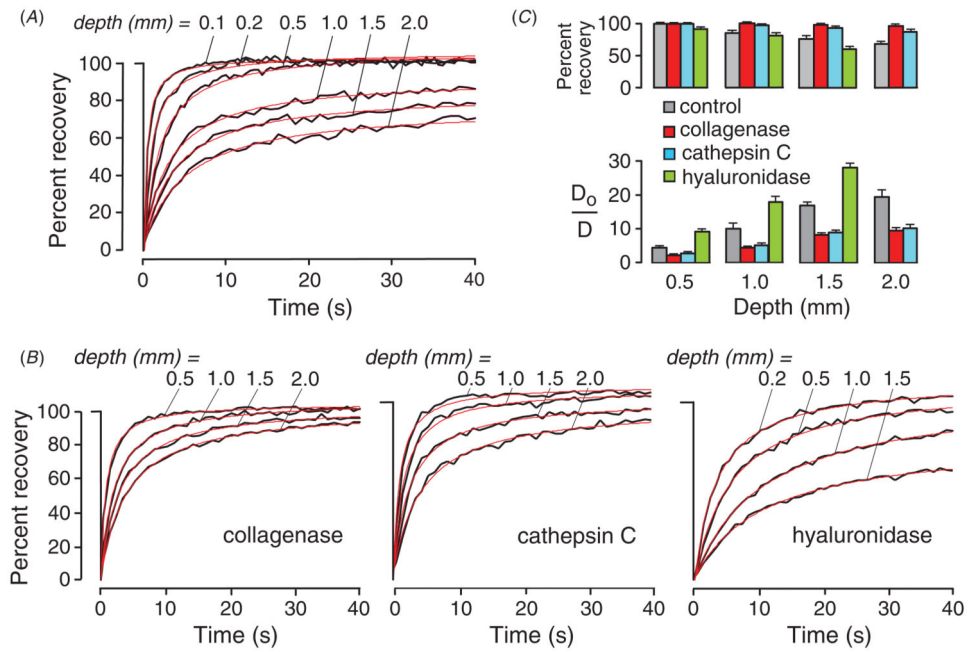 (A)
depth (mm) =
0.1 0.2 0.5 1.0 1.5 2.0
Percent recovery
100
80
60
40
20
0
0 10 20 30 40
Time (s)
(C)
Percent
recovery
100
50
0
control
collagenase
cathepsin C
hyaluronidase
Do
D
30
20
10
0
0.5 1.0 1.5 2.0
Depth (mm)
(B)
depth (mm) =
0.5 1.0 1.5 2.0
Percent recovery
100
80
60
40
20
0
collagenase
0 10 20 30 40
Time (s)
depth (mm) =
0.5 1.0 1.5 2.0
cathepsin C
0 10 20 30 40
Time (s)
depth (mm) =
0.2 0.5 1.0 1.5
hyaluronidase
0 10 20 30 40
Time (s)